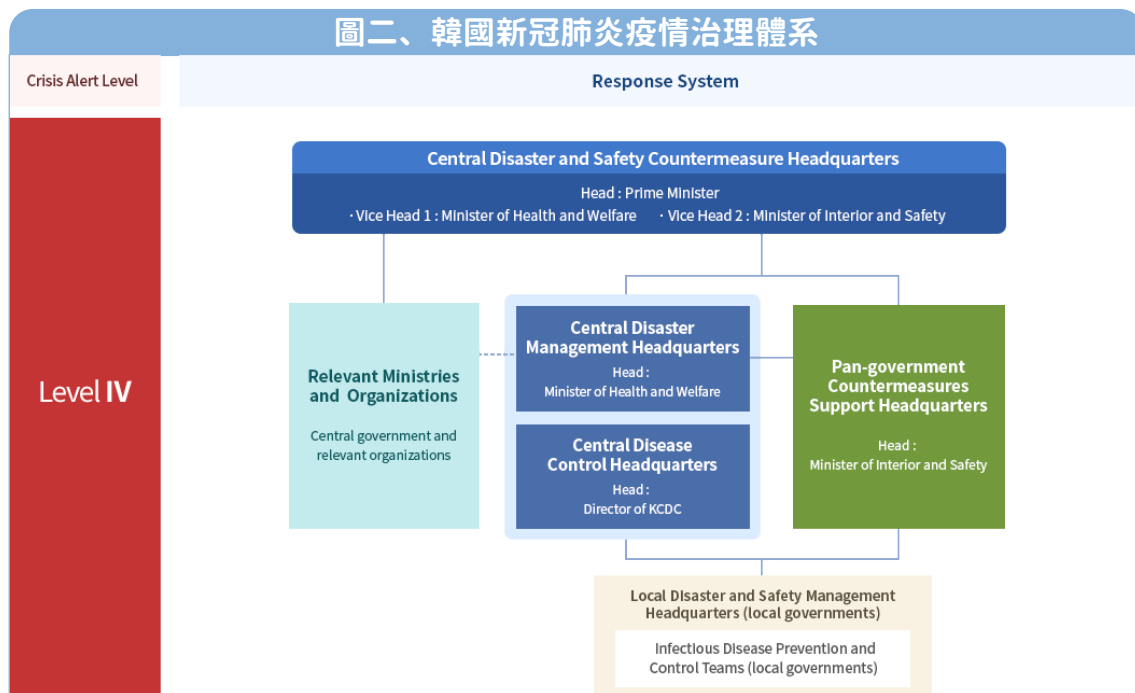 圖二、韓國新冠肺炎疫情治理體系
Crisis Alert Level
Response System
Level IV
Central Disaster and Safety Countermeasure Headquarters
Head : Prime Minister
· Vice Head 1 : Minister of Health and Welfare · Vice Head 2 : Minister of Interior and Safety
Relevant Ministries
and Organizations
Central government and
relevant organizations
Central Disaster
Management Headquarters
Head :
Minister of Health and Welfare
Central Disease
Control Headquarters
Head :
Director of KCDC
Pan-government
Countermeasures
Support Headquarters
Head :
Minister of Interior and Safety
Local Disaster and Safety Management
Headquarters (local governments)
Infectious Disease Prevention and
Control Teams (local governments)